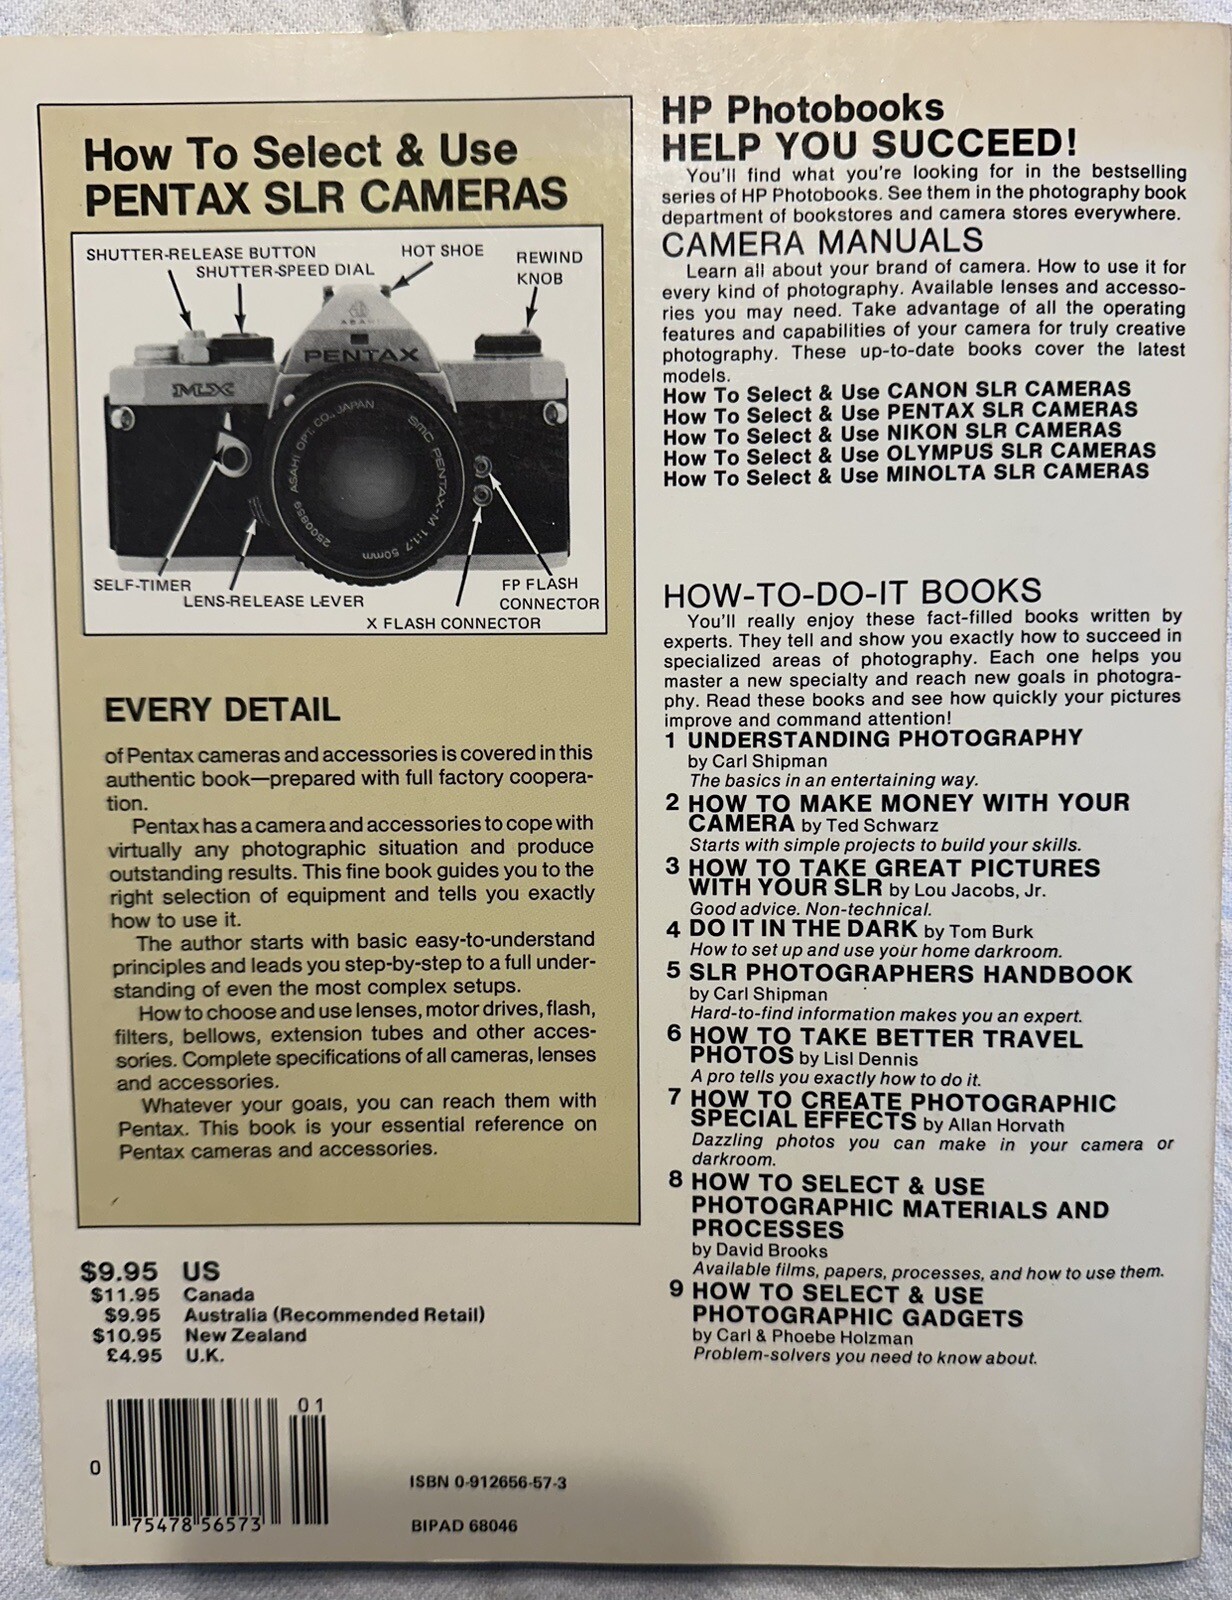 How To Select & Use
PENTAX SLR CAMERAS
SHUTTER-RELEASE BUTTON
SHUTTER-SPEED DIAL
HOT SHOE
REWIND
KNOB
ASAHI
PENTAX
MX
ASAHI OPT. CO., JAPAN
SMC PENTAX-M 1:1.7 50mm
2500859
SELF-TIMER
LENS-RELEASE LEVER
X FLASH CONNECTOR
FP FLASH
CONNECTOR
EVERY DETAIL
of Pentax cameras and accessories is covered in this
authentic book—prepared with full factory coopera-
tion.
Pentax has a camera and accessories to cope with
virtually any photographic situation and produce
outstanding results. This fine book guides you to the
right selection of equipment and tells you exactly
how to use it.
The author starts with basic easy-to-understand
principles and leads you step-by-step to a full under-
standing of even the most complex setups.
How to choose and use lenses, motor drives, flash,
filters, bellows, extension tubes and other acces-
sories. Complete specifications of all cameras, lenses
and accessories.
Whatever your goals, you can reach them with
Pentax. This book is your essential reference on
Pentax cameras and accessories.
$9.95 US
$11.95 Canada
$9.95 Australia (Recommended Retail)
$10.95 New Zealand
£4.95 U.K.
01
0
75478 56573
ISBN 0-912656-57-3
BIPAD 68046
HP Photobooks
HELP YOU SUCCEED!
You'll find what you're looking for in the bestselling
series of HP Photobooks. See them in the photography book
department of bookstores and camera stores everywhere.
CAMERA MANUALS
Learn all about your brand of camera. How to use it for
every kind of photography. Available lenses and accesso-
ries you may need. Take advantage of all the operating
features and capabilities of your camera for truly creative
photography. These up-to-date books cover the latest
models.
How To Select & Use CANON SLR CAMERAS
How To Select & Use PENTAX SLR CAMERAS
How To Select & Use NIKON SLR CAMERAS
How To Select & Use OLYMPUS SLR CAMERAS
How To Select & Use MINOLTA SLR CAMERAS
HOW-TO-DO-IT BOOKS
You'll really enjoy these fact-filled books written by
experts. They tell and show you exactly how to succeed in
specialized areas of photography. Each one helps you
master a new specialty and reach new goals in photogra-
phy. Read these books and see how quickly your pictures
improve and command attention!
1 UNDERSTANDING PHOTOGRAPHY
by Carl Shipman
The basics in an entertaining way.
2 HOW TO MAKE MONEY WITH YOUR
CAMERA by Ted Schwarz
Starts with simple projects to build your skills.
3 HOW TO TAKE GREAT PICTURES
WITH YOUR SLR by Lou Jacobs, Jr.
Good advice. Non-technical.
4 DO IT IN THE DARK by Tom Burk
How to set up and use your home darkroom.
5 SLR PHOTOGRAPHERS HANDBOOK
by Carl Shipman
Hard-to-find information makes you an expert.
6 HOW TO TAKE BETTER TRAVEL
PHOTOS by Lisl Dennis
A pro tells you exactly how to do it.
7 HOW TO CREATE PHOTOGRAPHIC
SPECIAL EFFECTS by Allan Horvath
Dazzling photos you can make in your camera or
darkroom.
8 HOW TO SELECT & USE
PHOTOGRAPHIC MATERIALS AND
PROCESSES
by David Brooks
Available films, papers, processes, and how to use them.
9 HOW TO SELECT & USE
PHOTOGRAPHIC GADGETS
by Carl & Phoebe Holzman
Problem-solvers you need to know about.